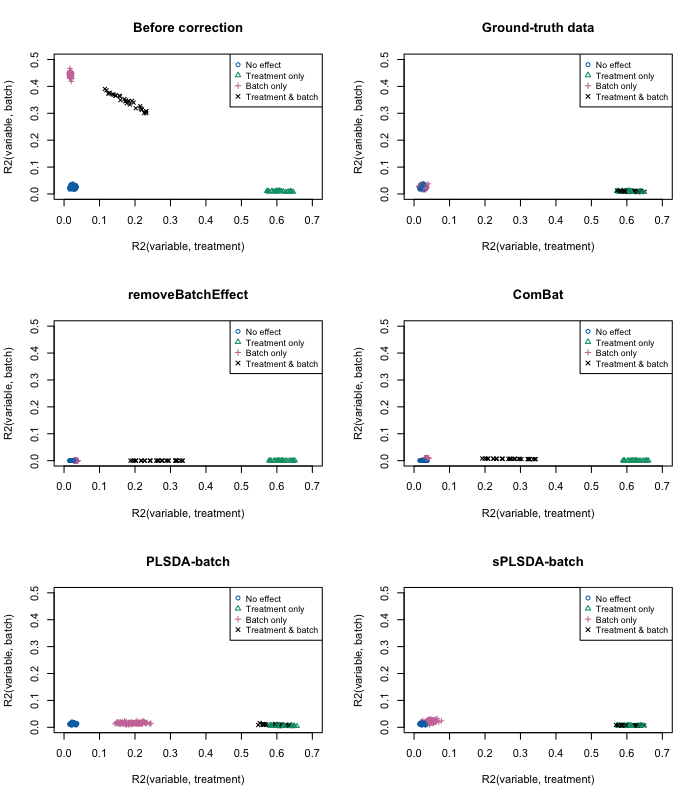 Before correction
R2(variable, batch)
0.0 0.1 0.2 0.3 0.4 0.5
No effect
Treatment only
Batch only
Treatment & batch
0.0 0.1 0.2 0.3 0.4 0.5 0.6 0.7
R2(variable, treatment)
Ground-truth data
R2(variable, batch)
0.0 0.1 0.2 0.3 0.4 0.5
No effect
Treatment only
Batch only
Treatment & batch
0.0 0.1 0.2 0.3 0.4 0.5 0.6 0.7
R2(variable, treatment)
removeBatchEffect
R2(variable, batch)
0.0 0.1 0.2 0.3 0.4 0.5
No effect
Treatment only
Batch only
Treatment & batch
0.0 0.1 0.2 0.3 0.4 0.5 0.6 0.7
R2(variable, treatment)
ComBat
R2(variable, batch)
0.0 0.1 0.2 0.3 0.4 0.5
No effect
Treatment only
Batch only
Treatment & batch
0.0 0.1 0.2 0.3 0.4 0.5 0.6 0.7
R2(variable, treatment)
PLSDA-batch
R2(variable, batch)
0.0 0.1 0.2 0.3 0.4 0.5
No effect
Treatment only
Batch only
Treatment & batch
0.0 0.1 0.2 0.3 0.4 0.5 0.6 0.7
R2(variable, treatment)
sPLSDA-batch
R2(variable, batch)
0.0 0.1 0.2 0.3 0.4 0.5
No effect
Treatment only
Batch only
Treatment & batch
0.0 0.1 0.2 0.3 0.4 0.5 0.6 0.7
R2(variable, treatment)